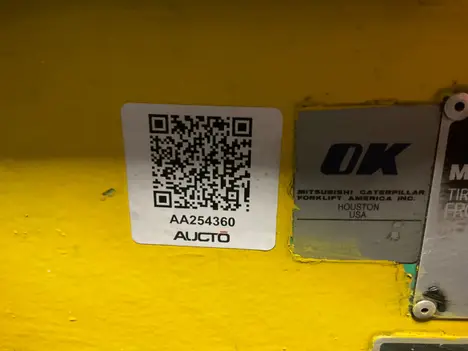 AA254360
AUCTO
OK
MITSUBISHI CATERPILLAR
FORKLIFT AMERICA INC.
HOUSTON
USA